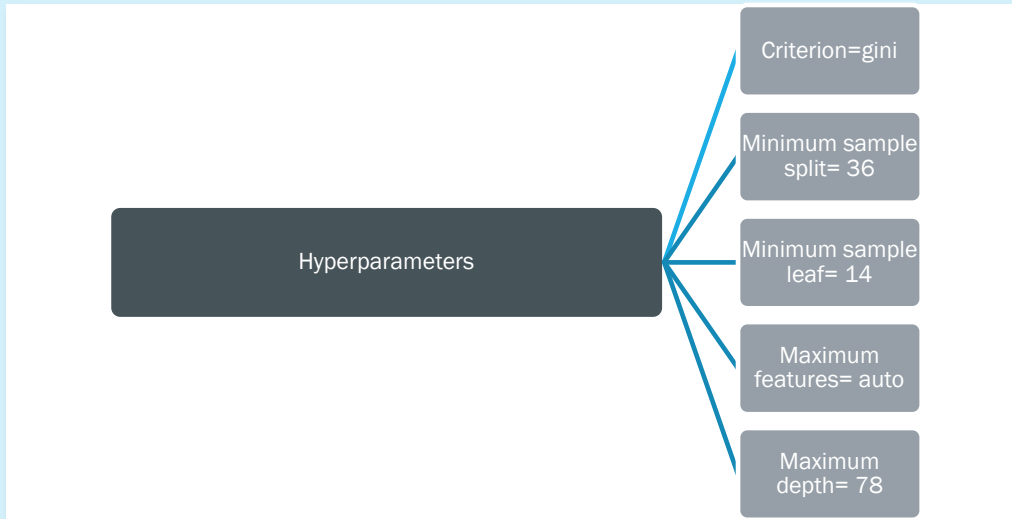 Hyperparameters
Criterion=gini
Minimum sample
split= 36
Minimum sample
leaf= 14
Maximum
features= auto
Maximum
depth= 78